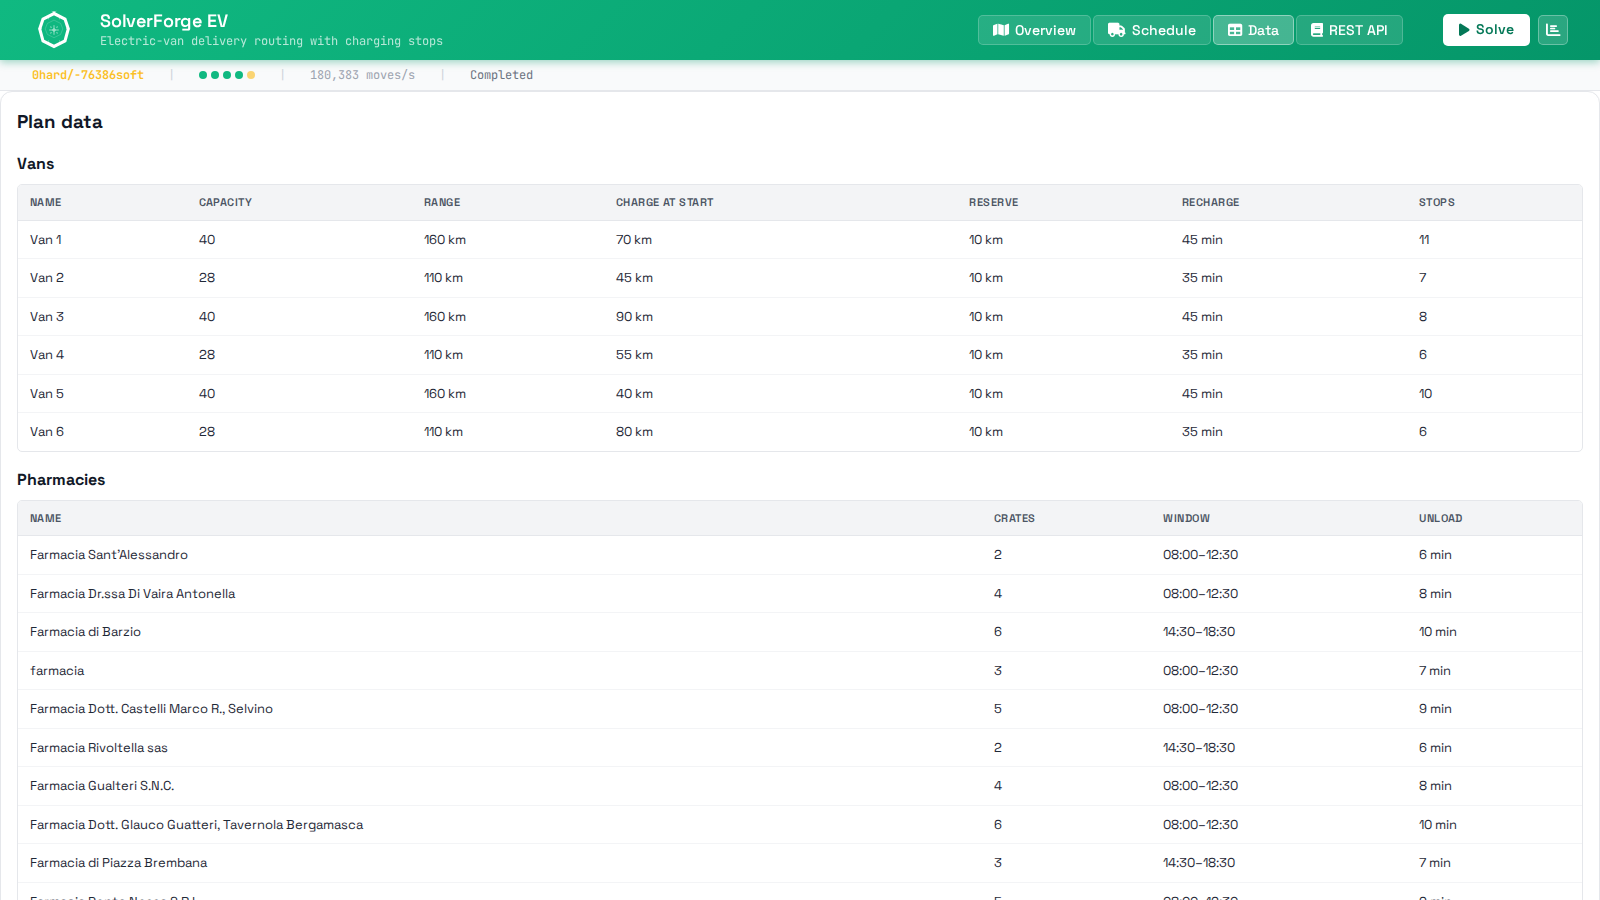 SolverForge EV
Electric-van delivery routing with charging stops
Overview
Schedule
Data
REST API
Solve
0hard/-76386soft | | 180,383 moves/s | Completed
Plan data
Vans
NAME CAPACITY RANGE CHARGE AT START RESERVE RECHARGE STOPS
Van 1 40 160 km 70 km 10 km 45 min 11
Van 2 28 110 km 45 km 10 km 35 min 7
Van 3 40 160 km 90 km 10 km 45 min 8
Van 4 28 110 km 55 km 10 km 35 min 6
Van 5 40 160 km 40 km 10 km 45 min 10
Van 6 28 110 km 80 km 10 km 35 min 6
Pharmacies
NAME CRATES WINDOW UNLOAD
Farmacia Sant'Alessandro 2 08:00–12:30 6 min
Farmacia Dr.ssa Di Vaira Antonella 4 08:00–12:30 8 min
Farmacia di Barzio 6 14:30–18:30 10 min
farmacia 3 08:00–12:30 7 min
Farmacia Dott. Castelli Marco R., Selvino 5 08:00–12:30 9 min
Farmacia Rivoltella sas 2 14:30–18:30 6 min
Farmacia Gualteri S.N.C. 4 08:00–12:30 8 min
Farmacia Dott. Glauco Guatteri, Tavernola Bergamasca 6 08:00–12:30 10 min
Farmacia di Piazza Brembana 3 14:30–18:30 7 min